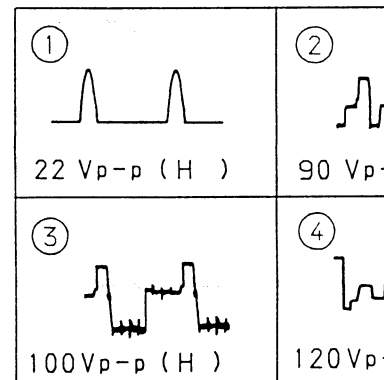 ①
②
22 Vp-p (H )
90 Vp-
③
④
100Vp-p (H )
120Vp-